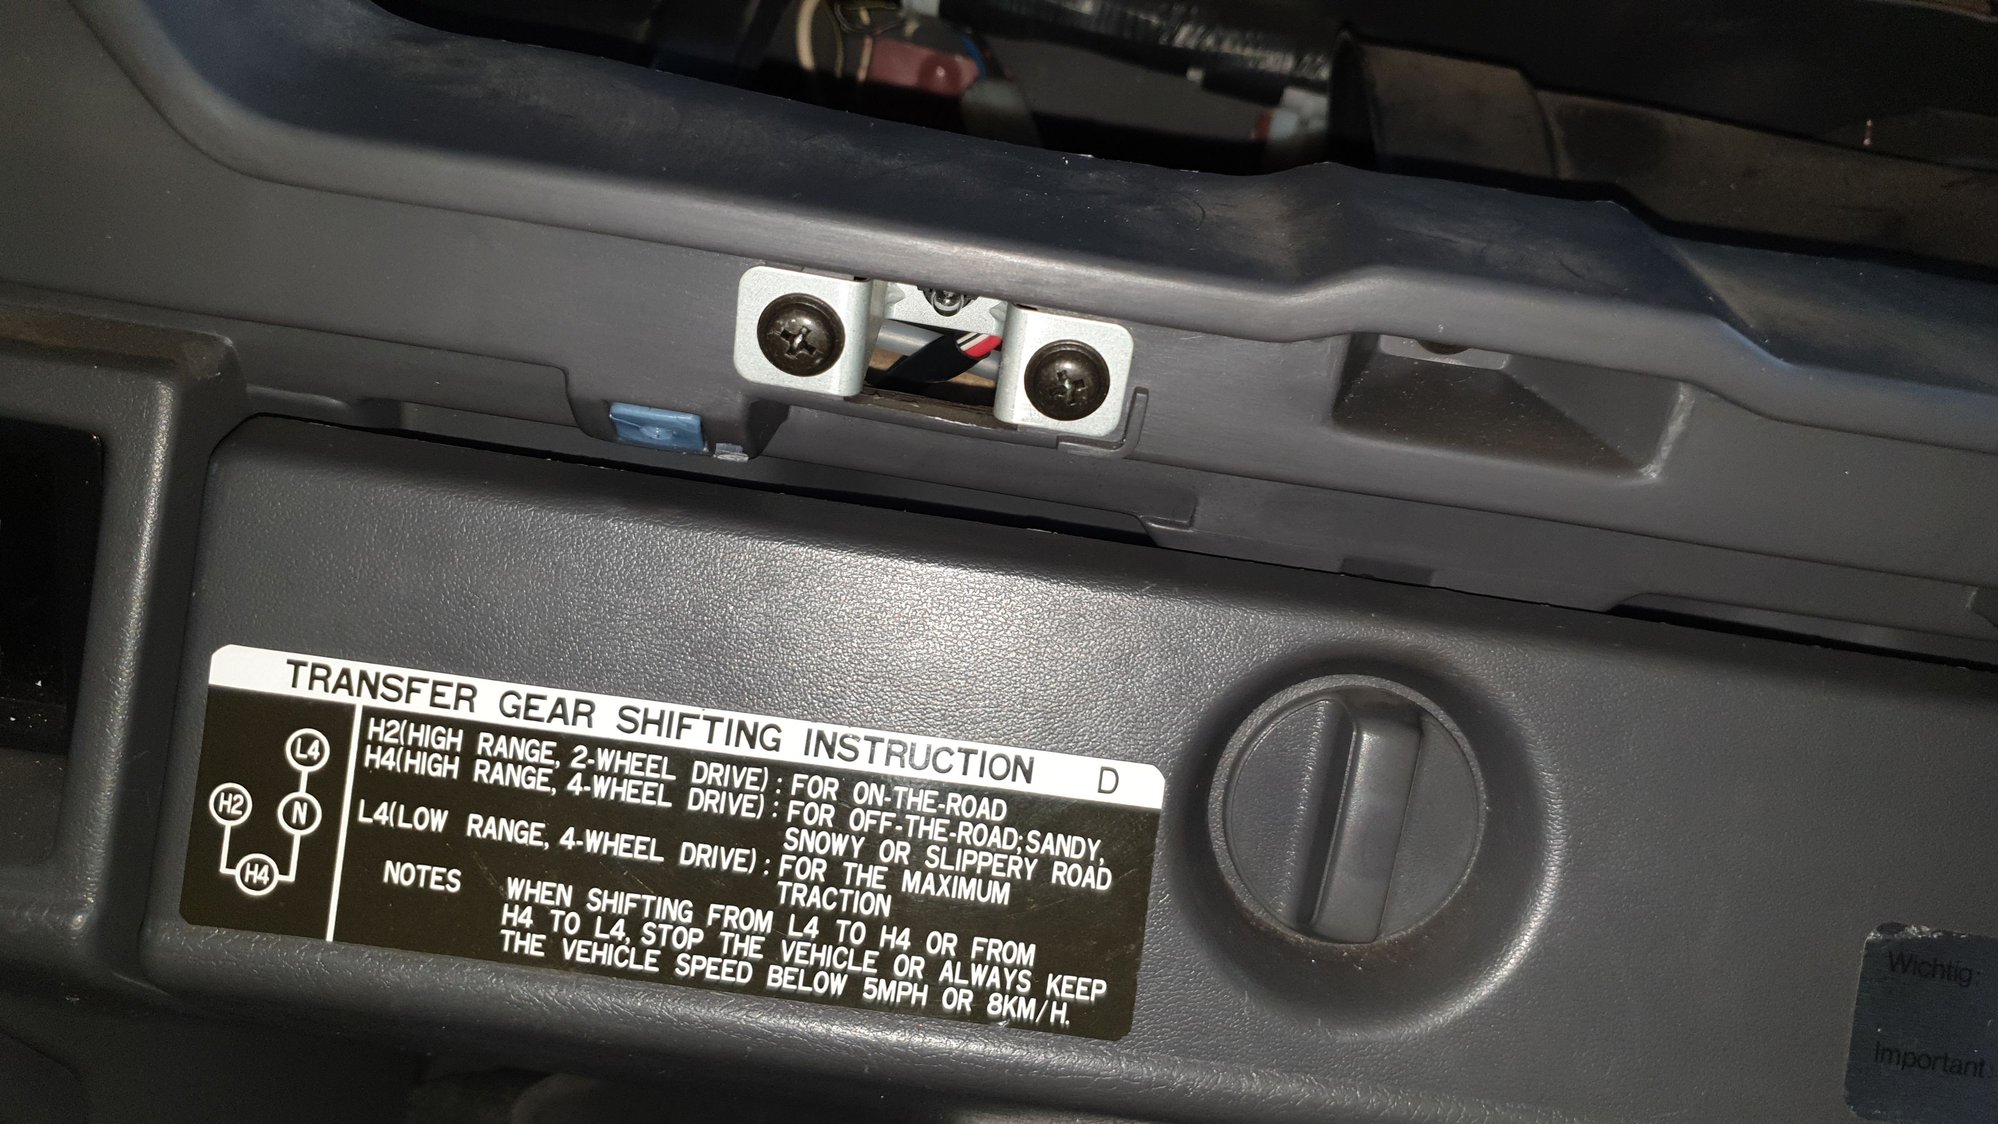 TRANSFER GEAR SHIFTING INSTRUCTION D
L4
H2 N
H4
H2(HIGH RANGE, 2-WHEEL DRIVE) : FOR ON-THE-ROAD
H4(HIGH RANGE, 4-WHEEL DRIVE) : FOR OFF-THE-ROAD; SANDY,
SNOWY OR SLIPPERY ROAD
L4(LOW RANGE, 4-WHEEL DRIVE) : FOR THE MAXIMUM
TRACTION
NOTES WHEN SHIFTING FROM L4 TO H4 OR FROM
H4 TO L4, STOP THE VEHICLE OR ALWAYS KEEP
THE VEHICLE SPEED BELOW 5MPH OR 8KM/H.
Wichtig:
Important: